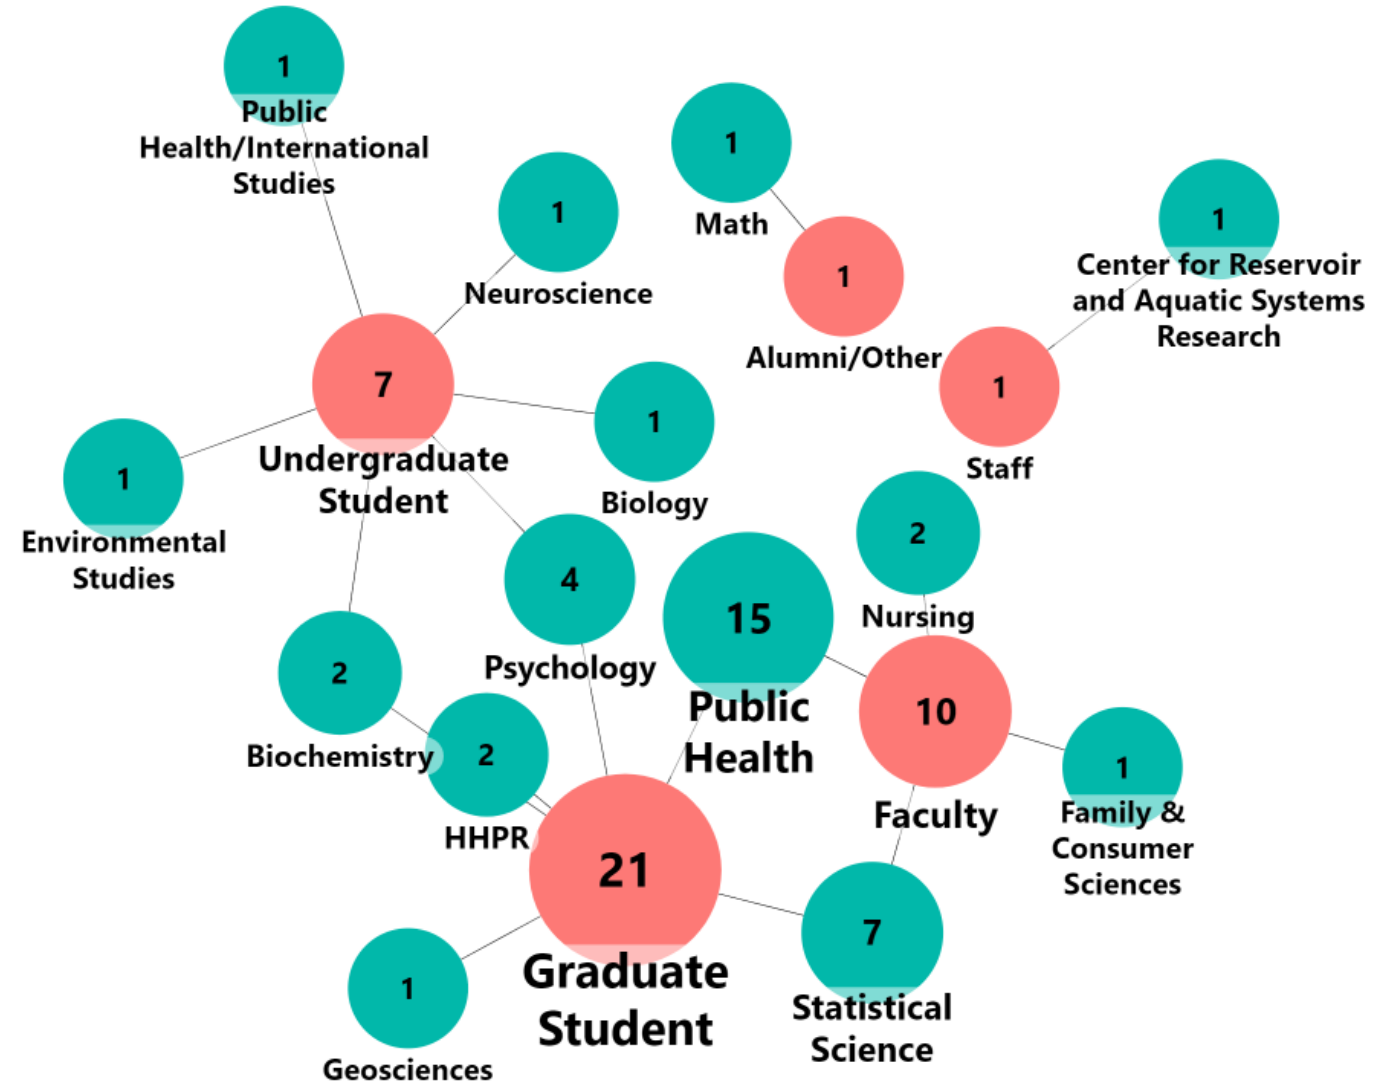 1
Public
Health/International
Studies
1
Neuroscience
1
Math
1
Alumni/Other
1
Center for Reservoir
and Aquatic Systems
Research
1
Staff
7
Undergraduate
Student
1
Biology
1
Environmental
Studies
4
Psychology
2
Nursing
15
Public
Health
2
Biochemistry
2
HHPR
10
Faculty
1
Family &
Consumer
Sciences
21
Graduate
Student
7
Statistical
Science
1
Geosciences